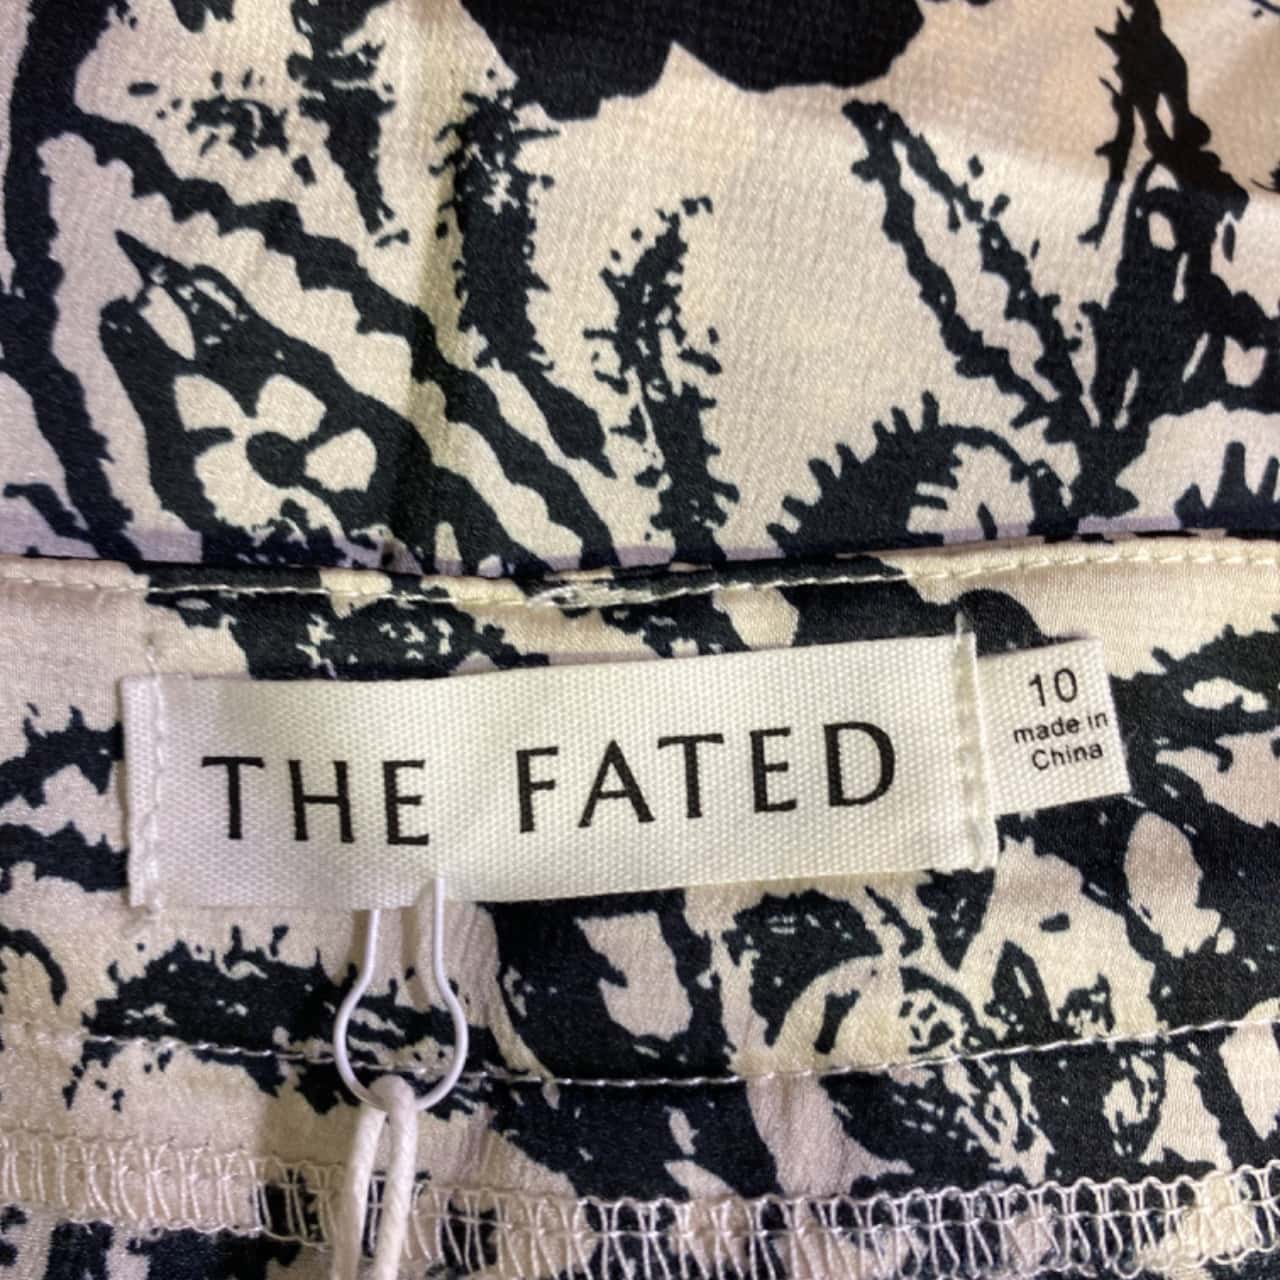 THE FATED
10
made in
China